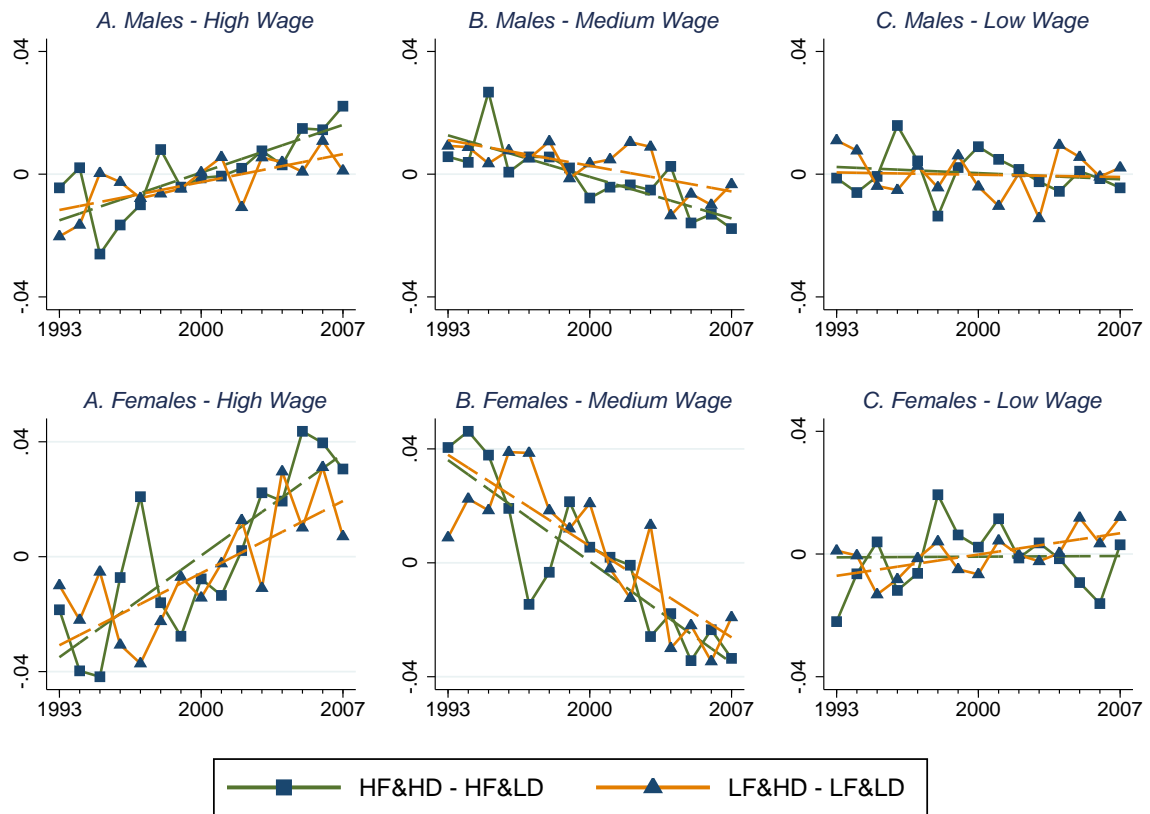 A. Males - High Wage
B. Males - Medium Wage
C. Males - Low Wage
.04
0
-.04
1993 2000 2007
.04
0
-.04
1993 2000 2007
.04
0
-.04
1993 2000 2007
A. Females - High Wage
B. Females - Medium Wage
C. Females - Low Wage
.04
0
-.04
1993 2000 2007
.04
0
-.04
1993 2000 2007
.04
0
-.04
1993 2000 2007
HF&HD - HF&LD
LF&HD - LF&LD